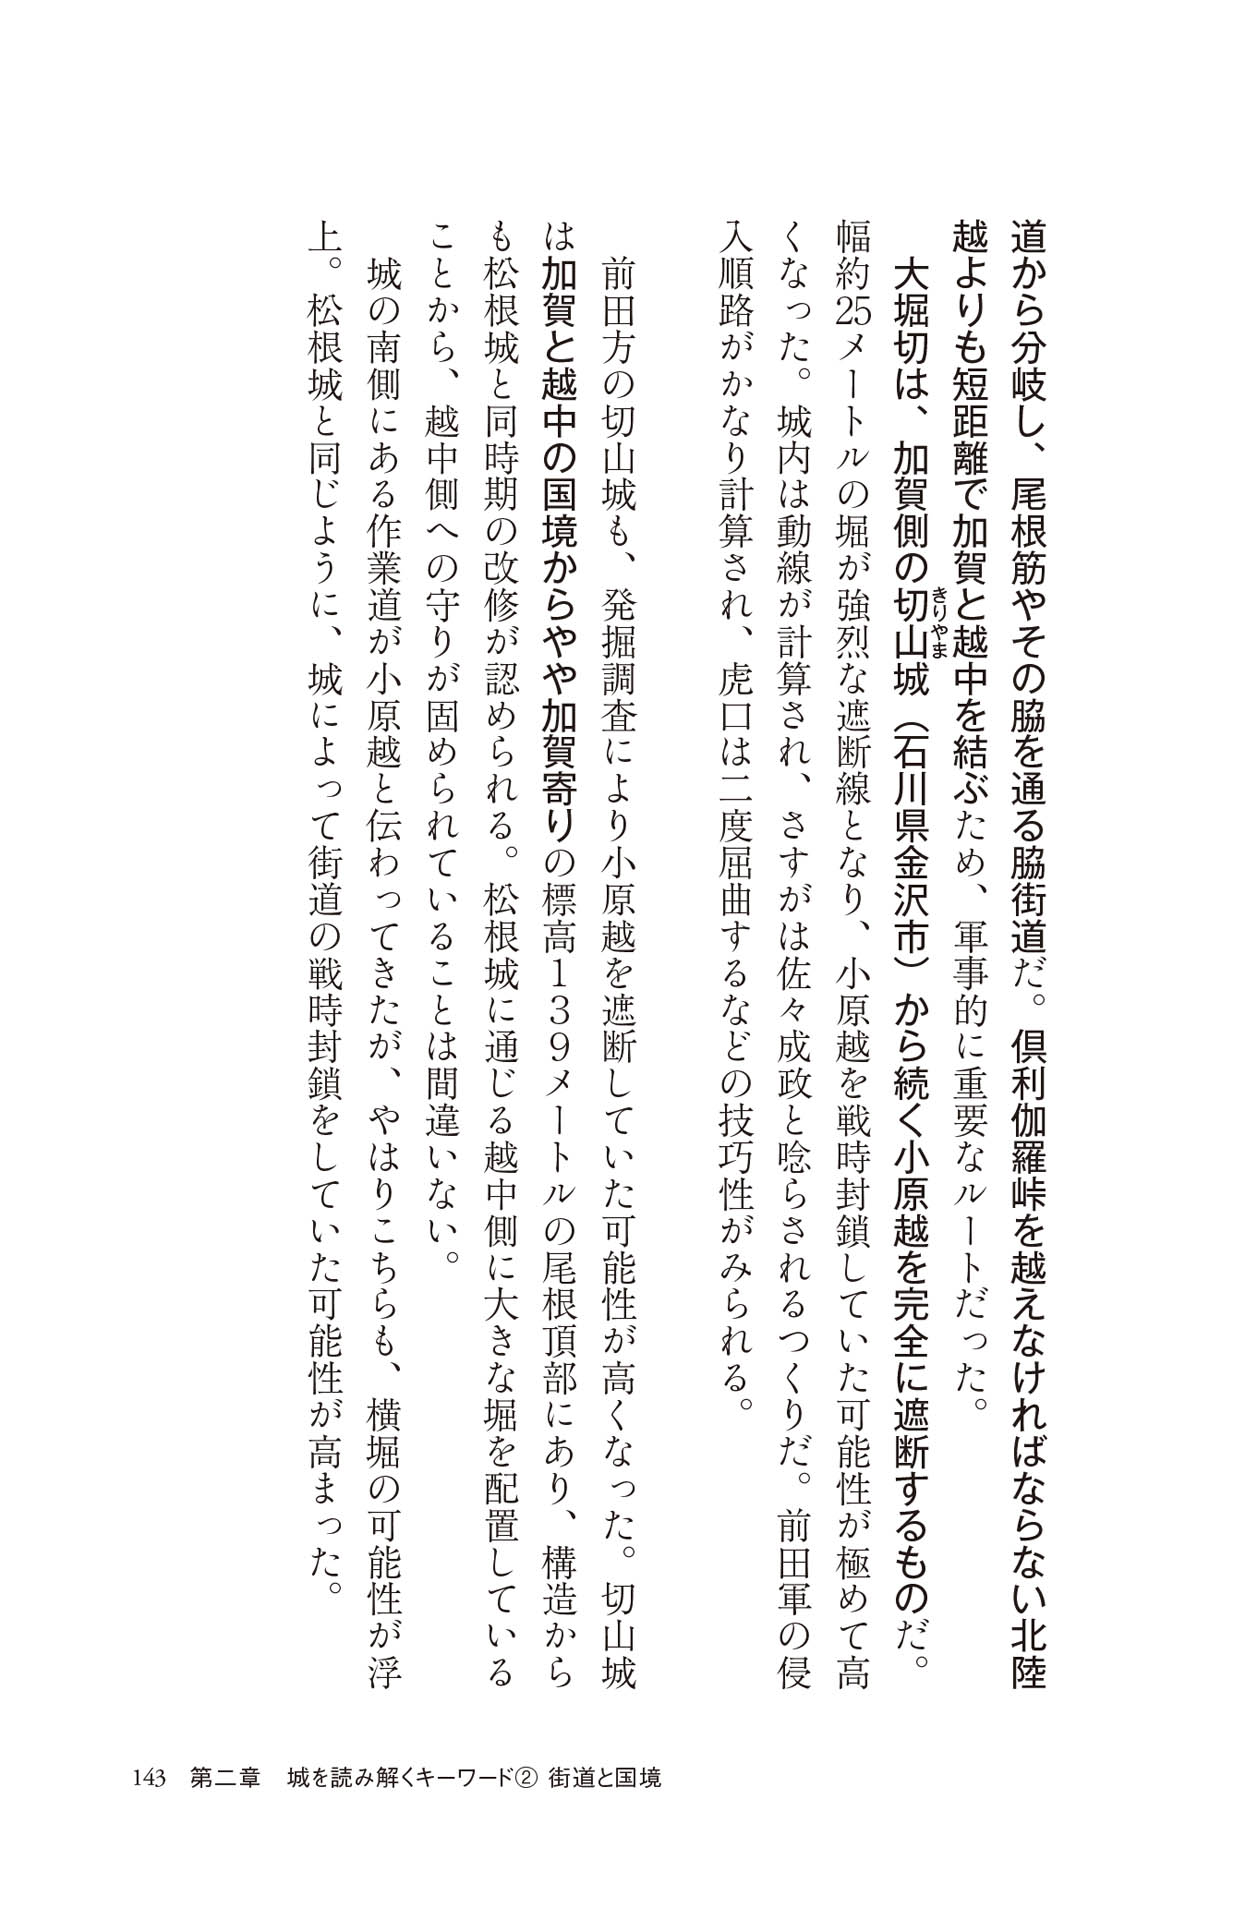 道から分岐し、尾根筋やその脇を通る脇街道だ。倶利伽羅峠を越えなければならない北陸
越よりも短距離で加賀と越中を結ぶため、軍事的に重要なルートだった。
大堀切は、加賀側の切山城（石川県金沢市）から続く小原越を完全に遮断するものだ。
きりやま
幅約25メートルの堀が強烈な遮断線となり、小原越を戦時封鎖していた可能性が極めて高
くなった。城内は動線が計算され、さすがは佐々成政と唸らされるつくりだ。前田軍の侵
入順路がかなり計算され、虎口は二度屈曲するなどの技巧性がみられる。
前田方の切山城も、発掘調査により小原越を遮断していた可能性が高くなった。切山城
は加賀と越中の国境からやや加賀寄りの標高139メートルの尾根頂部にあり、構造から
も松根城と同時期の改修が認められる。松根城に通じる越中側に大きな堀を配置している
ことから、越中側への守りが固められていることは間違いない。
城の南側にある作業道が小原越と伝わってきたが、やはりこちらも、横堀の可能性が浮
上。松根城と同じように、城によって街道の戦時封鎖をしていた可能性が高まった。
143 第二章 城を読み解くキーワード② 街道と国境